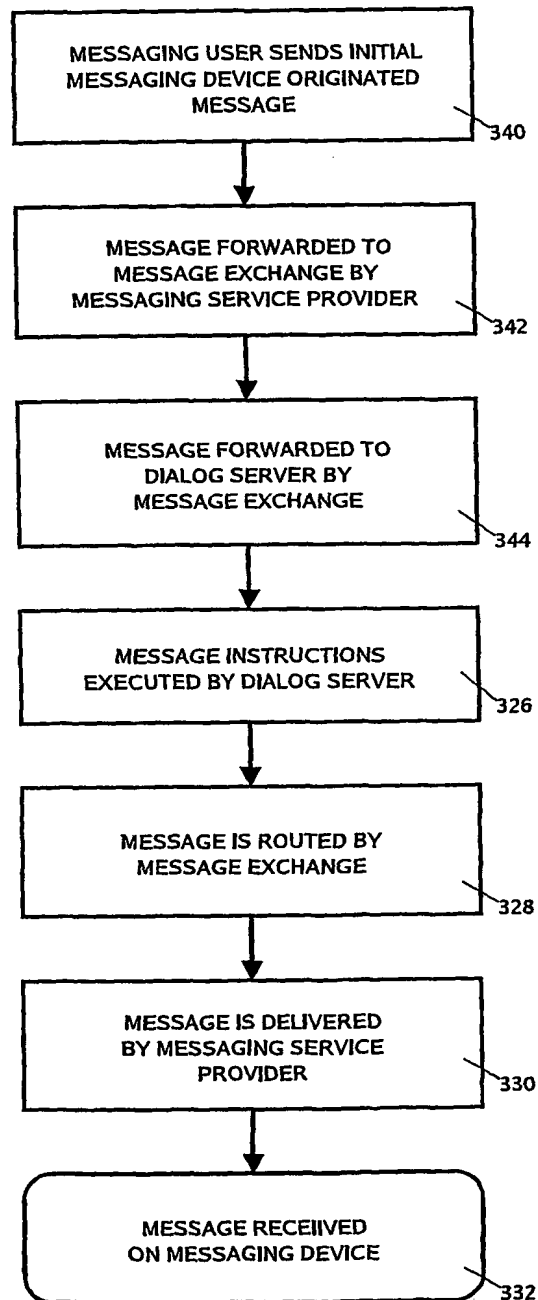 MESSAGING USER SENDS INITIAL
MESSAGING DEVICE ORIGINATED
MESSAGE
340
MESSAGE FORWARDED TO
MESSAGE EXCHANGE BY
MESSAGING SERVICE PROVIDER
342
MESSAGE FORWARDED TO
DIALOG SERVER BY
MESSAGE EXCHANGE
344
MESSAGE INSTRUCTIONS
EXECUTED BY DIALOG SERVER
326
MESSAGE IS ROUTED BY
MESSAGE EXCHANGE
328
MESSAGE IS DELIVERED
BY MESSAGING SERVICE
PROVIDER
330
MESSAGE RECEIVED
ON MESSAGING DEVICE
332